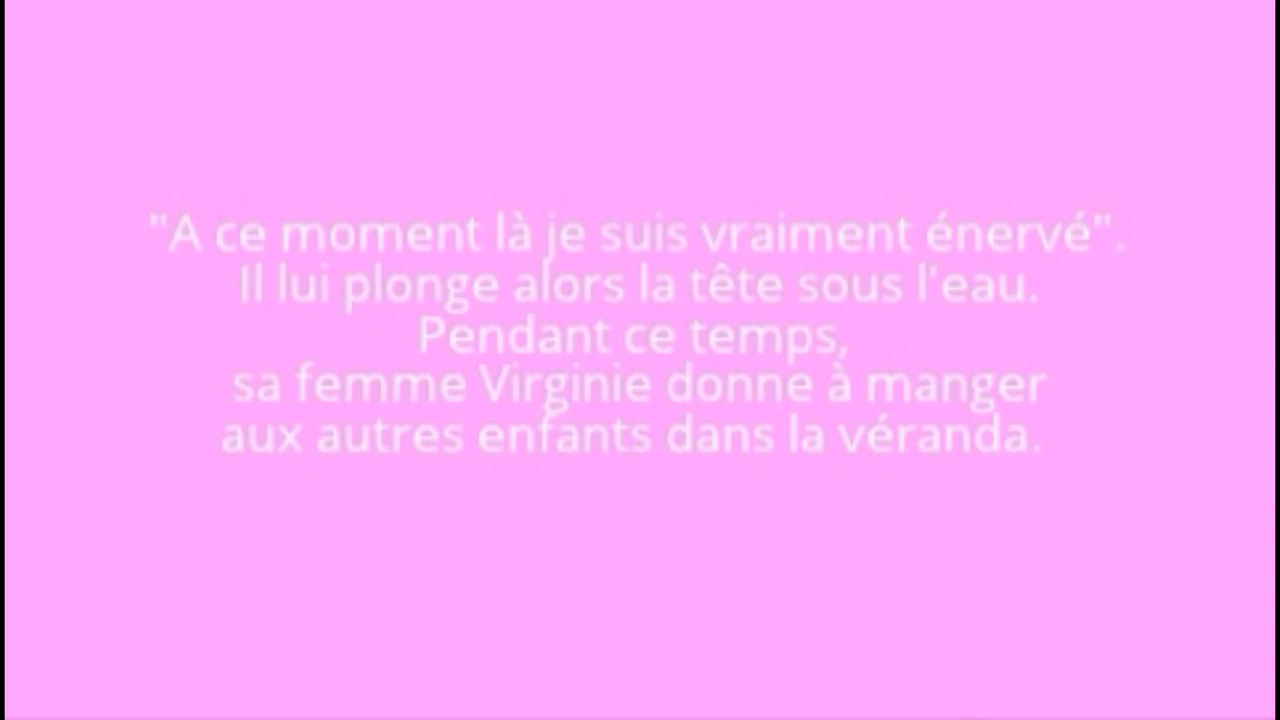 "A ce moment là je suis vraiment énervé".
Il lui plonge alors la tête sous l'eau.
Pendant ce temps,
sa femme Virginie donne à manger
aux autres enfants dans la véranda.